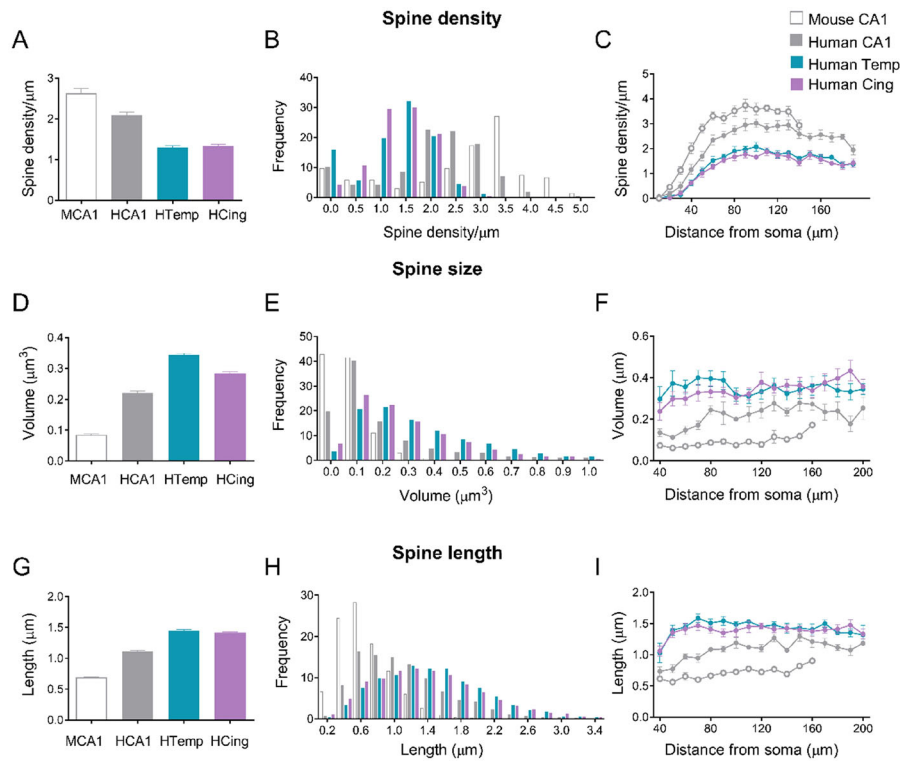 Spine density
Mouse CA1
Human CA1
Human Temp
Human Cing
A
Spine density/μm
3
2
1
0
MCA1 HCA1 HTemp HCing
B
Frequency
40
30
20
10
0
0.0 0.5 1.0 1.5 2.0 2.5 3.0 3.5 4.0 4.5 5.0
Spine density/μm
C
Spine density/μm
5
4
3
2
1
0
40 80 120 160
Distance from soma (μm)
Spine size
D
Volume (μm³)
0.4
0.3
0.2
0.1
0.0
MCA1 HCA1 HTemp HCing
E
Frequency
50
40
30
20
10
0
0.0 0.1 0.2 0.3 0.4 0.5 0.6 0.7 0.8 0.9 1.0
Volume (μm³)
F
Volume (μm)
0.6
0.4
0.2
0.0
40 80 120 160 200
Distance from soma (μm)
Spine length
G
Length (μm)
2.0
1.5
1.0
0.5
0.0
MCA1 HCA1 HTemp HCing
H
Frequency
30
20
10
0
0.2 0.6 1.0 1.4 1.8 2.2 2.6 3.0 3.4
Length (μm)
I
Length (μm)
2.0
1.5
1.0
0.5
0.0
40 80 120 160 200
Distance from soma (μm)